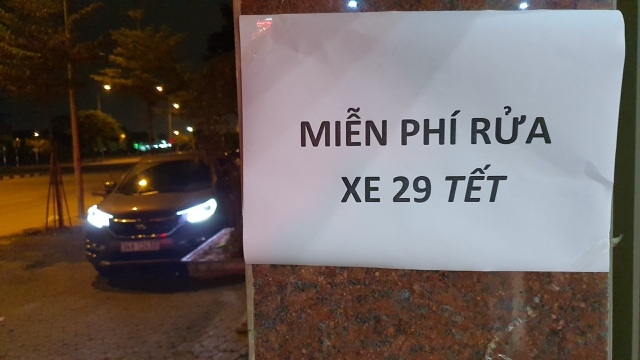 MIỄN PHÍ RỬA
XE 29 TẾT